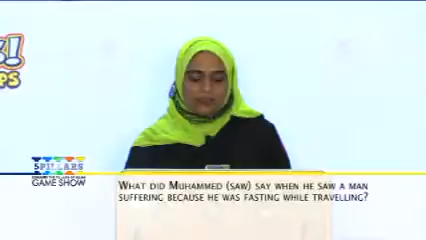 5PILLARS
GAME SHOW
WHAT DID MUHAMMED (SAW) SAY WHEN HE SAW A MAN
SUFFERING BECAUSE HE WAS FASTING WHILE TRAVELLING?